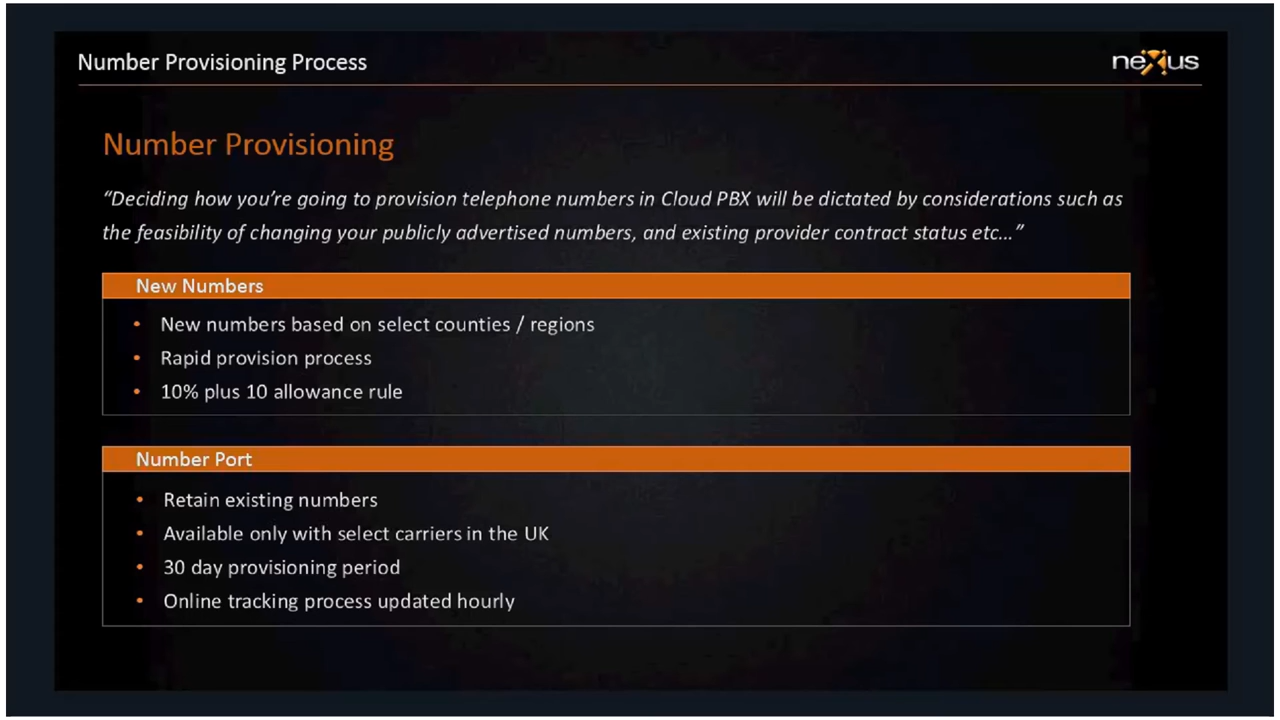 Number Provisioning Process
neXus
Number Provisioning
“Deciding how you’re going to provision telephone numbers in Cloud PBX will be dictated by considerations such as
the feasibility of changing your publicly advertised numbers, and existing provider contract status etc…”
New Numbers
• New numbers based on select counties / regions
• Rapid provision process
• 10% plus 10 allowance rule
Number Port
• Retain existing numbers
• Available only with select carriers in the UK
• 30 day provisioning period
• Online tracking process updated hourly